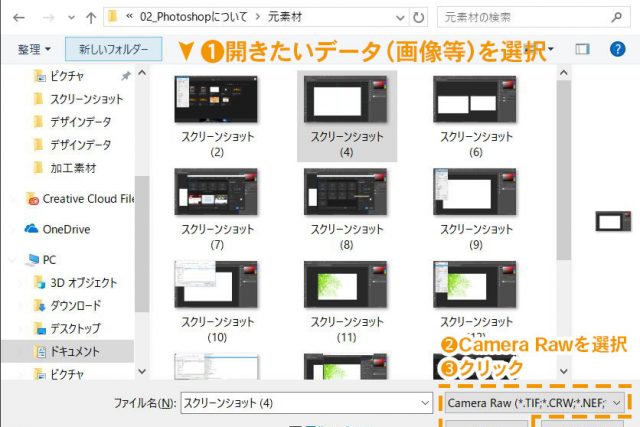 « 02_Photoshopについて › 元素材
元素材の検索
整理
新しいフォルダー
❶開きたいデータ(画像等)を選択
ピクチャ
スクリーンショット
デザインデータ
デザインデータ
加工素材
Creative Cloud File
OneDrive
PC
3D オブジェクト
ダウンロード
デスクトップ
ドキュメント
ピクチャ
スクリーンショット
(2)
スクリーンショット
(4)
スクリーンショット
(6)
スクリーンショット
(7)
スクリーンショット
(8)
スクリーンショット
(9)
スクリーンショット
(10)
スクリーンショット
(11)
スクリーンショット
(12)
❷Camera Rawを選択
❸クリック
ファイル名(N):
スクリーンショット (4)
Camera Raw (*.TIF;*.CRW;*.NEF;